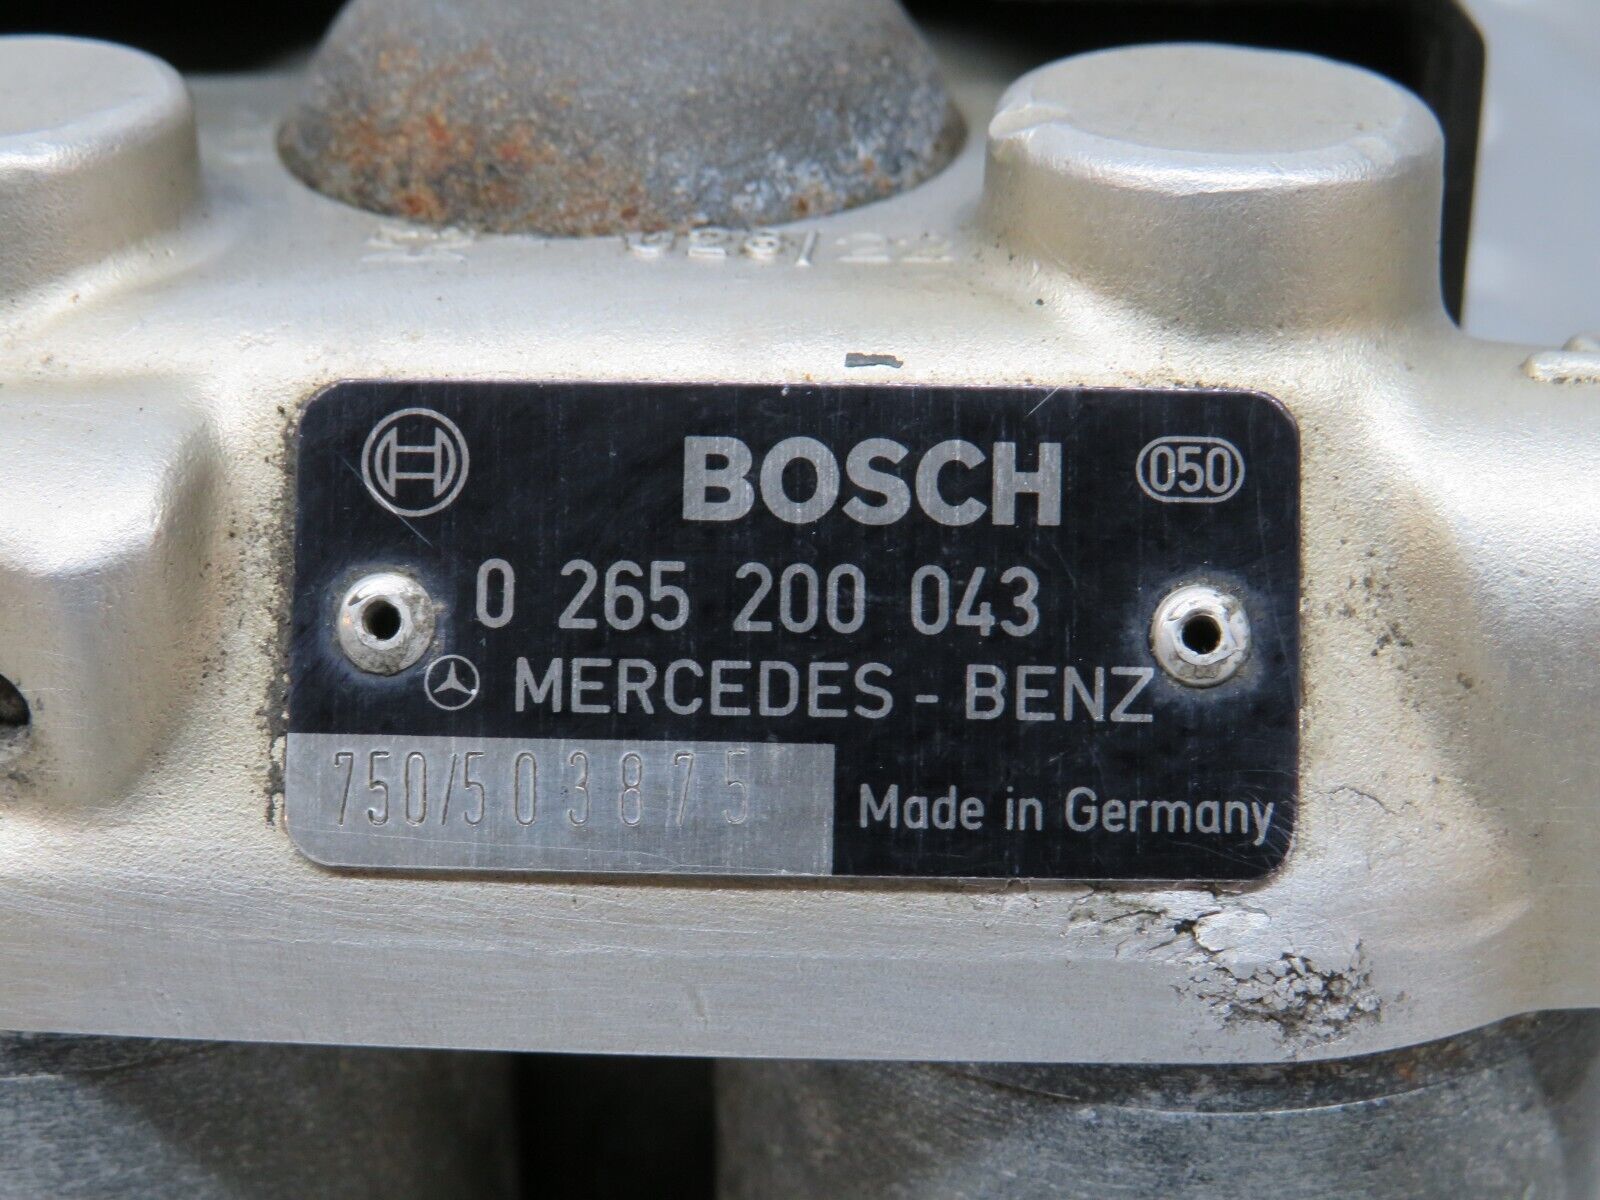 BOSCH 050
0 265 200 043
MERCEDES - BENZ
750/503875
Made in Germany